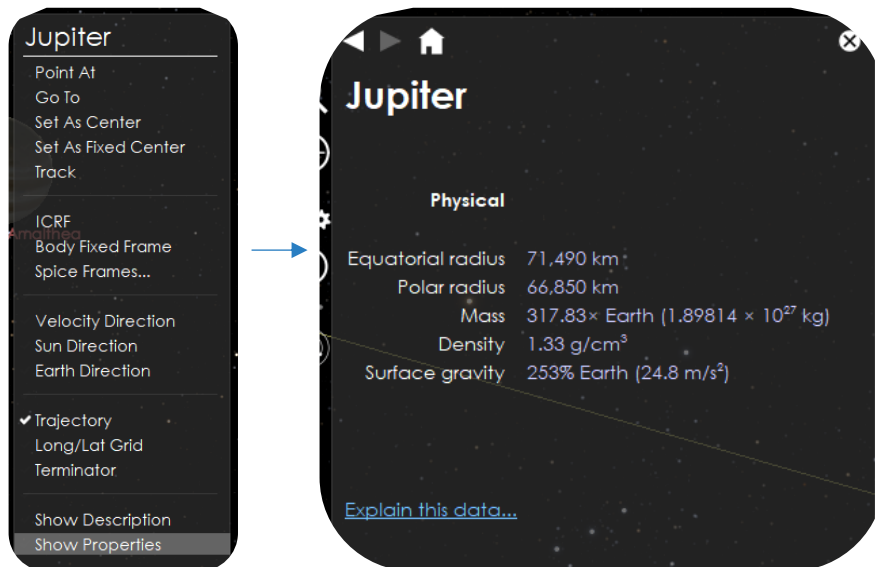 Jupiter
Point At
Go To
Set As Center
Set As Fixed Center
Track
ICRF
Amalthea
Body Fixed Frame
Spice Frames...
Velocity Direction
Sun Direction
Earth Direction
Trajectory
Long/Lat Grid
Terminator
Show Description
Show Properties
Jupiter
Physical
Equatorial radius 71,490 km
Polar radius 66,850 km
Mass 317.83× Earth (1.89814 × 10²⁷ kg)
Density 1.33 g/cm³
Surface gravity 253% Earth (24.8 m/s²)
Explain this data...